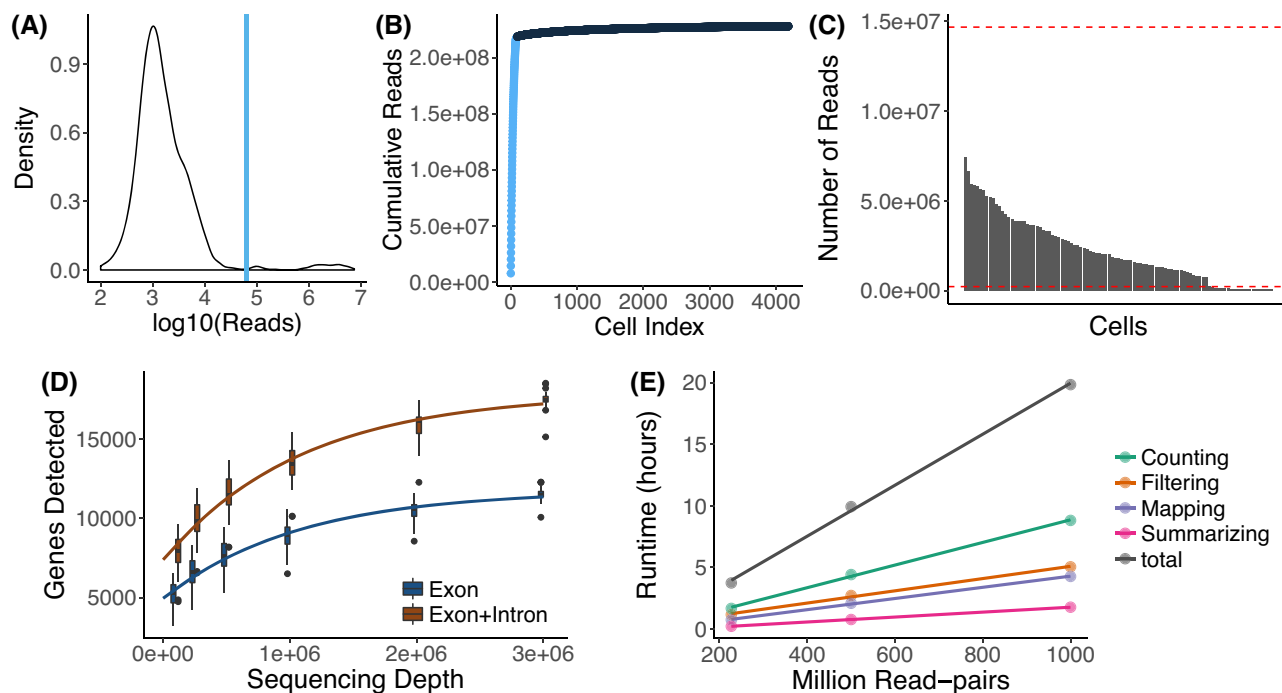 (A)
Density
0.9
0.6
0.3
0.0
2 3 4 5 6 7
log10(Reads)
(B)
Cumulative Reads
2.0e+08
1.5e+08
1.0e+08
5.0e+07
0.0e+00
0 1000 2000 3000 4000
Cell Index
(C)
Number of Reads
1.5e+07
1.0e+07
5.0e+06
0.0e+00
Cells
(D)
Genes Detected
15000
10000
5000
Exon
Exon+Intron
0e+00 1e+06 2e+06 3e+06
Sequencing Depth
(E)
Runtime (hours)
20
15
10
5
0
200 400 600 800 1000
Million Read−pairs
Counting
Filtering
Mapping
Summarizing
total